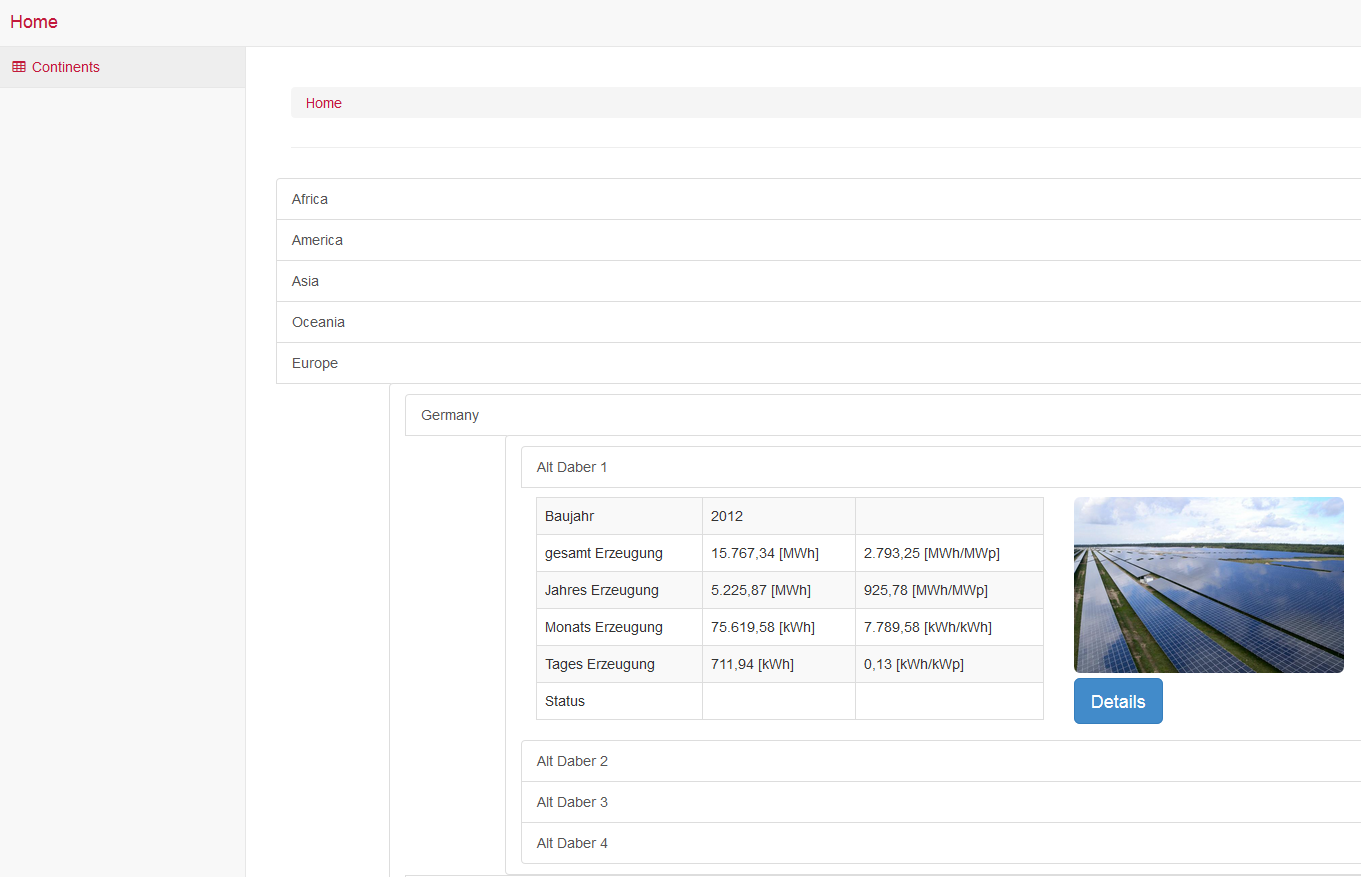 Home
Continents
Home
Africa
America
Asia
Oceania
Europe
Germany
Alt Daber 1
Baujahr 2012
gesamt Erzeugung 15.767,34 [MWh] 2.793,25 [MWh/MWp]
Jahres Erzeugung 5.225,87 [MWh] 925,78 [MWh/MWp]
Monats Erzeugung 75.619,58 [kWh] 7.789,58 [kWh/kWh]
Tages Erzeugung 711,94 [kWh] 0,13 [kWh/kWp]
Status
Details
Alt Daber 2
Alt Daber 3
Alt Daber 4